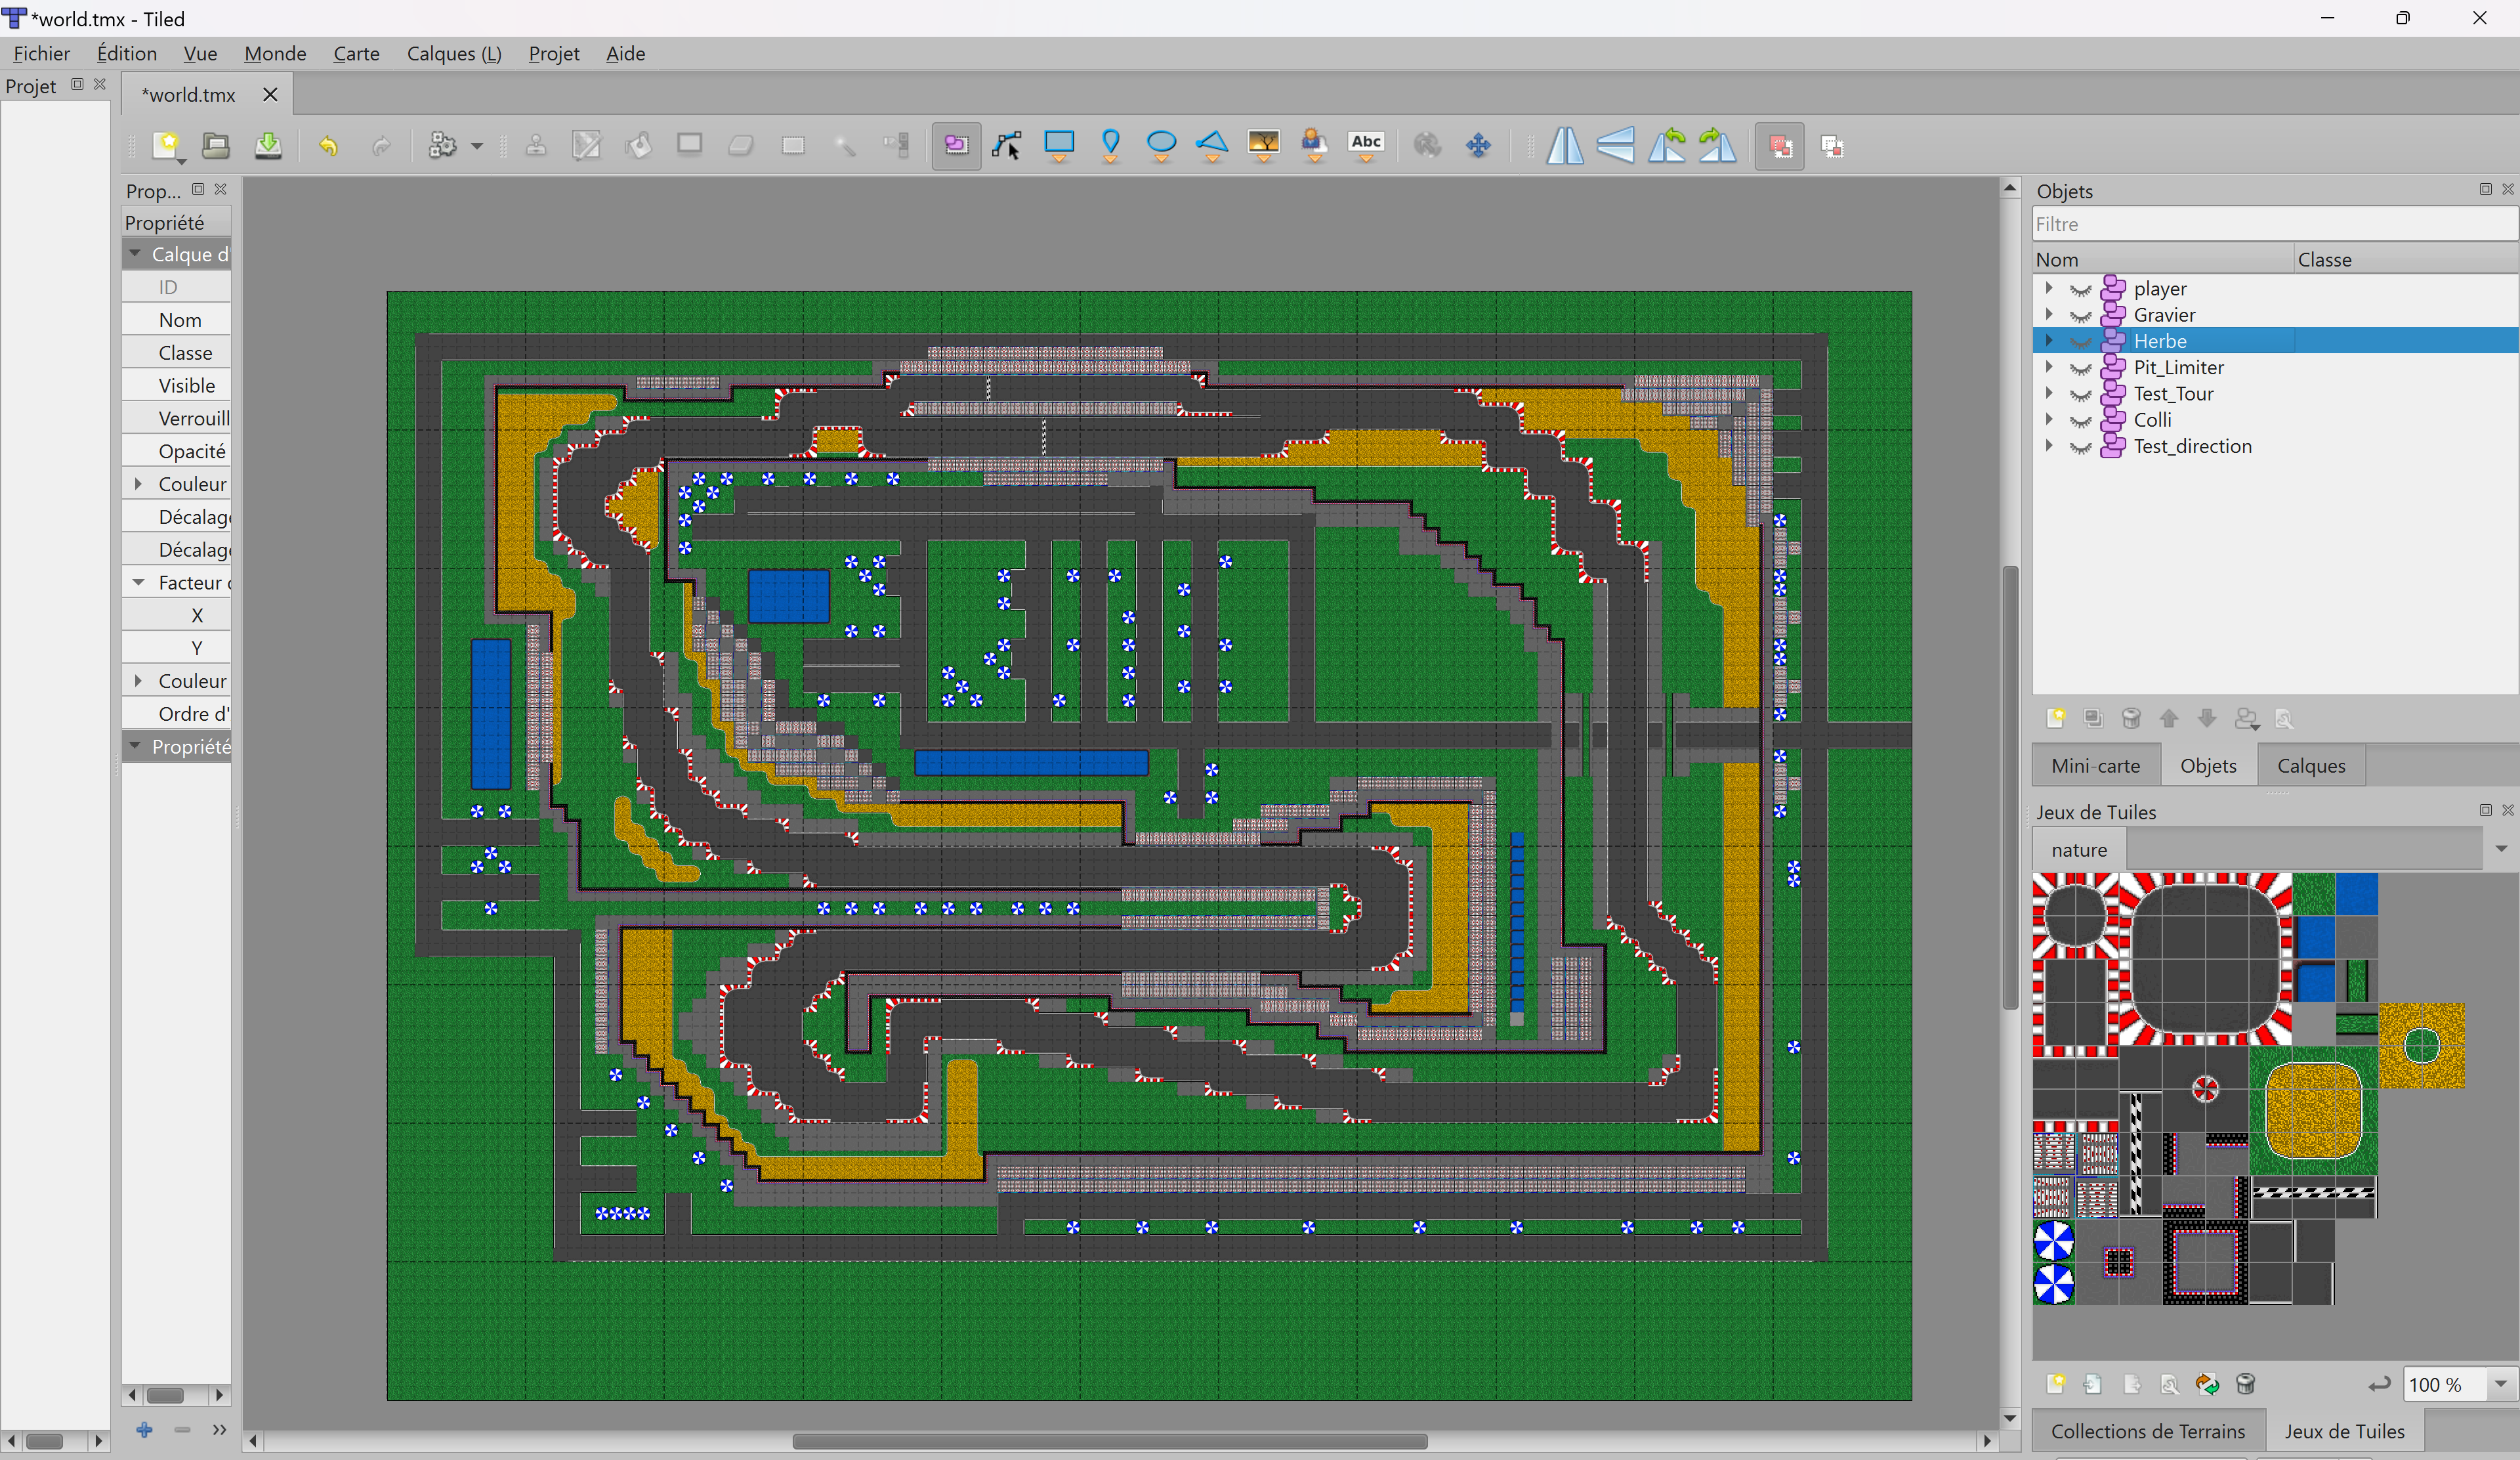 *world.tmx - Tiled
Fichier Édition Vue Monde Carte Calques (L) Projet Aide
Projet
*world.tmx
Abc
Prop...
Propriété
Calque d
ID
Nom
Classe
Visible
Verrouill
Opacité
Couleur
Décalag
Décalag
Facteur
X
Y
Couleur
Ordre d'
Propriété
Objets
Filtre
Nom Classe
player
Gravier
Herbe
Pit_Limiter
Test_Tour
Colli
Test_direction
Mini-carte Objets Calques
Jeux de Tuiles
nature
100 %
Collections de Terrains Jeux de Tuiles